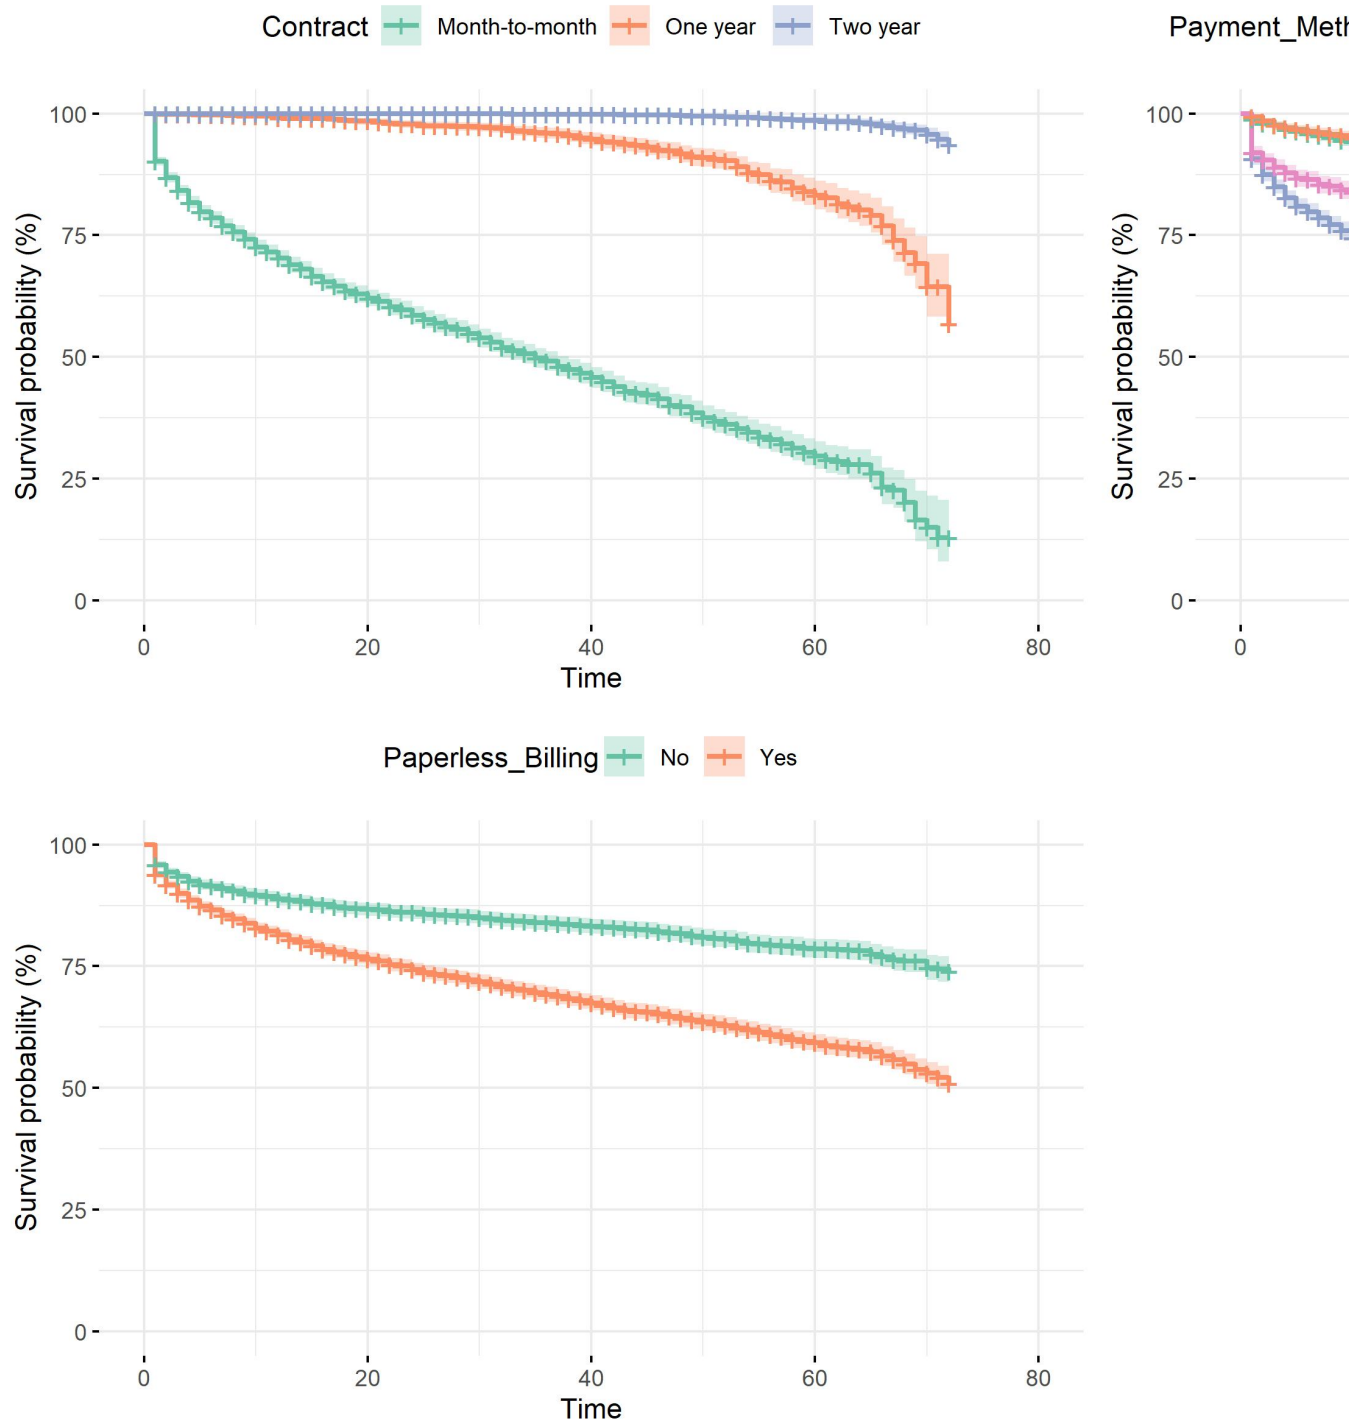 Contract Month-to-month One year Two year
Survival probability (%)
100
75
50
25
0
0 20 40 60 80
Time
Payment_Meth
Survival probability (%)
100
75
50
25
0
0
Paperless_Billing No Yes
Survival probability (%)
100
75
50
25
0
0 20 40 60 80
Time